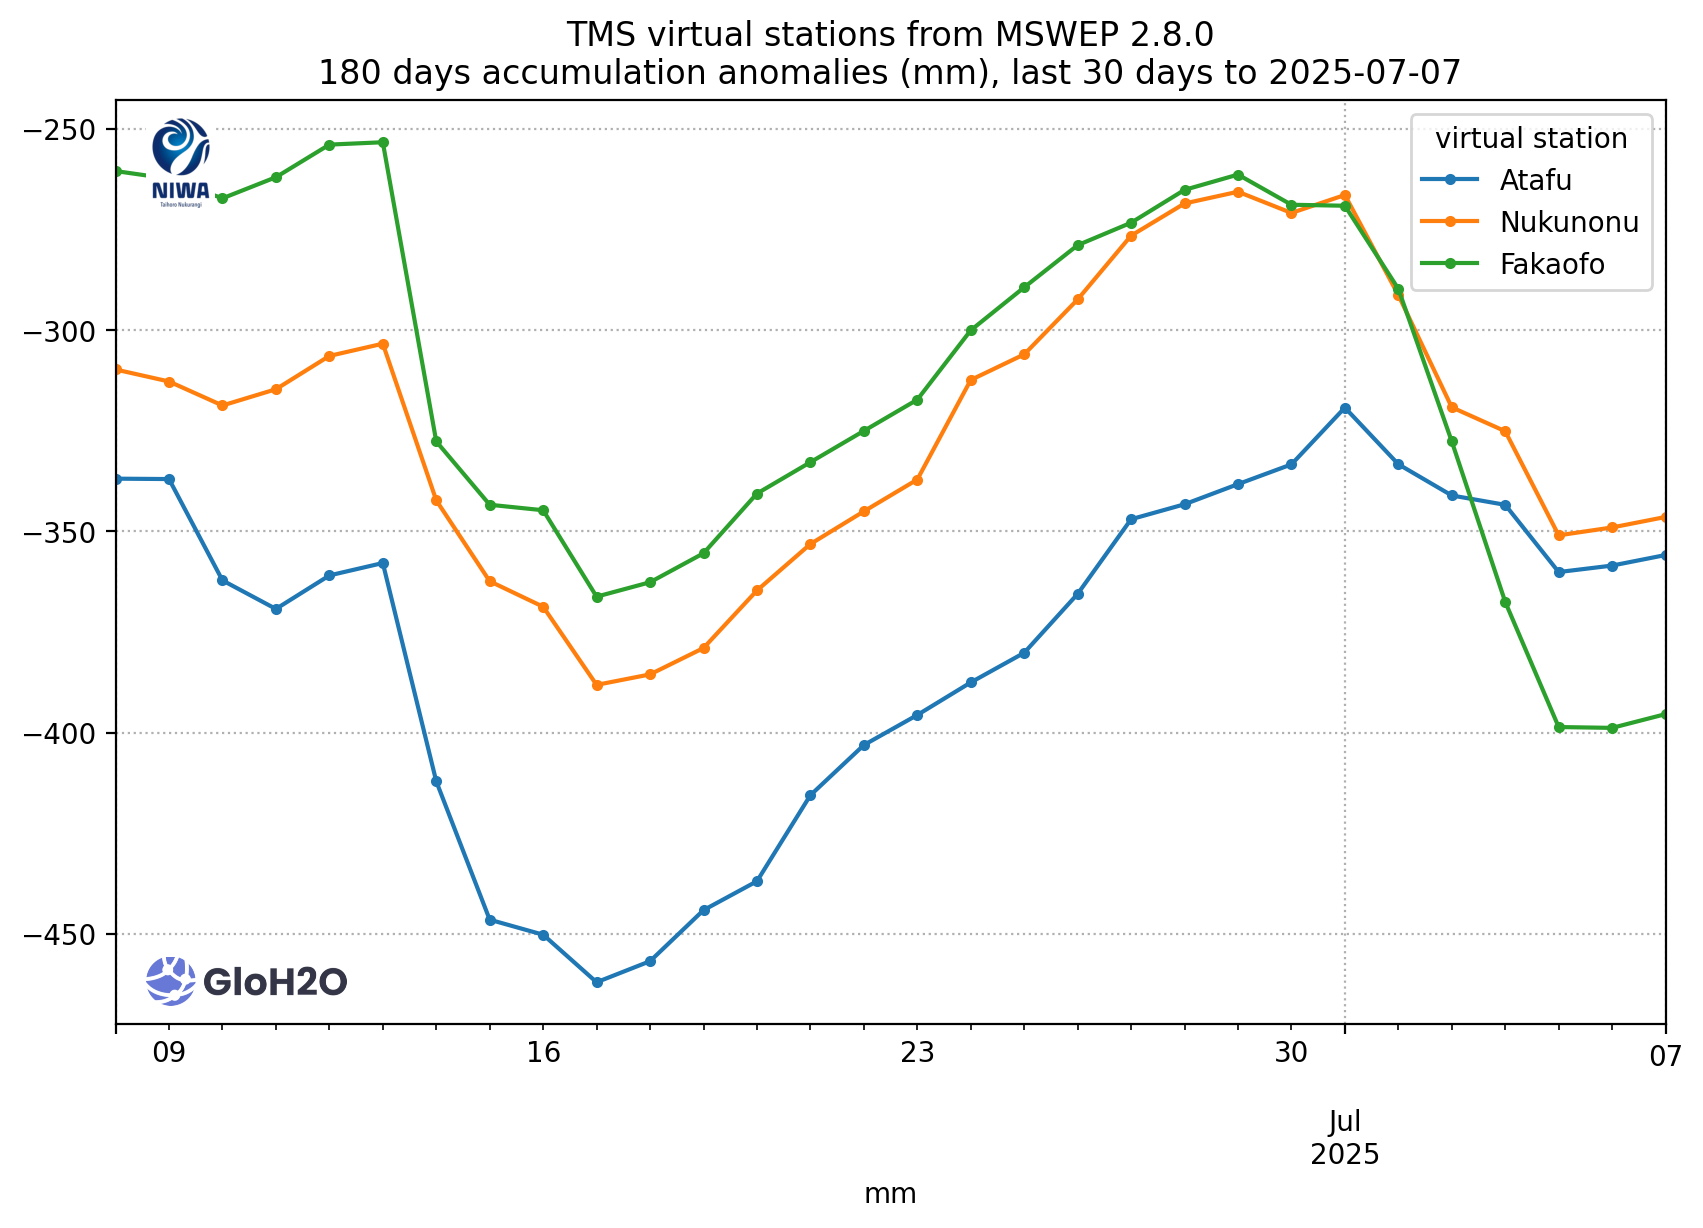 TMS virtual stations from MSWEP 2.8.0
180 days accumulation anomalies (mm), last 30 days to 2025-07-07
−250
−300
−350
−400
−450
NIWA
Taihoro Nukurangi
virtual station
Atafu
Nukunonu
Fakaofo
GloH2O
09
16
23
30
07
Jul
2025
mm